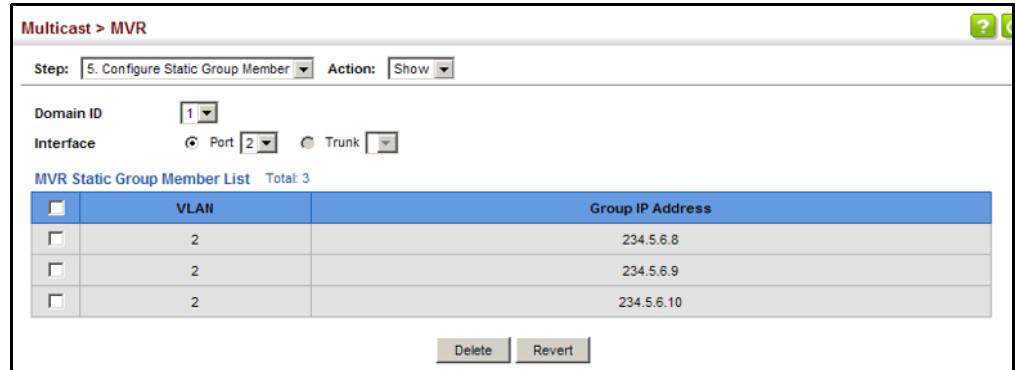 Multicast > MVR
?
Step: 5. Configure Static Group Member Action: Show
Domain ID 1
Interface Port 2 Trunk
MVR Static Group Member List Total: 3
VLAN Group IP Address
2 234.5.6.8
2 234.5.6.9
2 234.5.6.10
Delete Revert